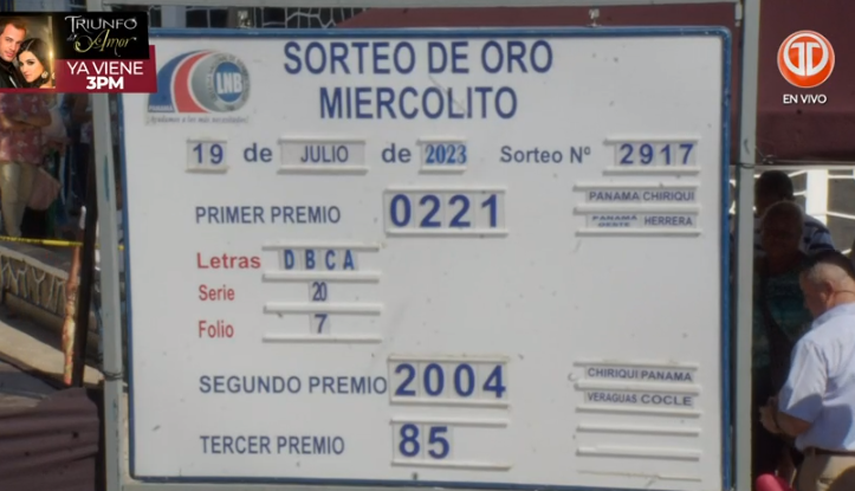 TRIUNFO
del Amor
YA VIENE
3PM
EN VIVO
SORTEO DE ORO
MIERCOLITO
LNB
19 de JULIO de 2023 Sorteo Nº 2917
PRIMER PREMIO 0221
PANAMA CHIRIQUI
PANAMA OESTE HERRERA
Letras D B C A
Serie 20
Folio 7
SEGUNDO PREMIO 2004
CHIRIQUI PANAMA
VERAGUAS COCLE
TERCER PREMIO 85